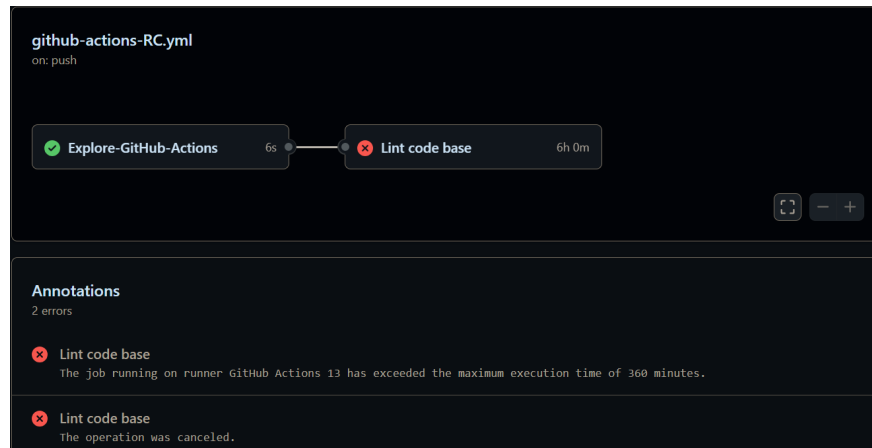 github-actions-RC.yml
on: push
Explore-GitHub-Actions 6s
Lint code base 6h 0m
Annotations
2 errors
Lint code base
The job running on runner GitHub Actions 13 has exceeded the maximum execution time of 360 minutes.
Lint code base
The operation was canceled.